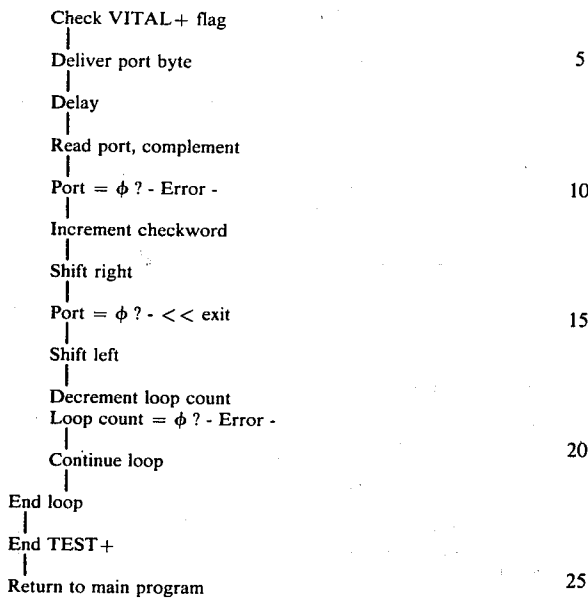 Check VITAL+ flag
Deliver port byte
5
Delay
Read port, complement
Port = ϕ ? - Error -
10
Increment checkword
Shift right
Port = ϕ ? - << exit
15
Shift left
Decrement loop count
Loop count = ϕ ? - Error -
Continue loop
20
End loop
End TEST+
Return to main program
25